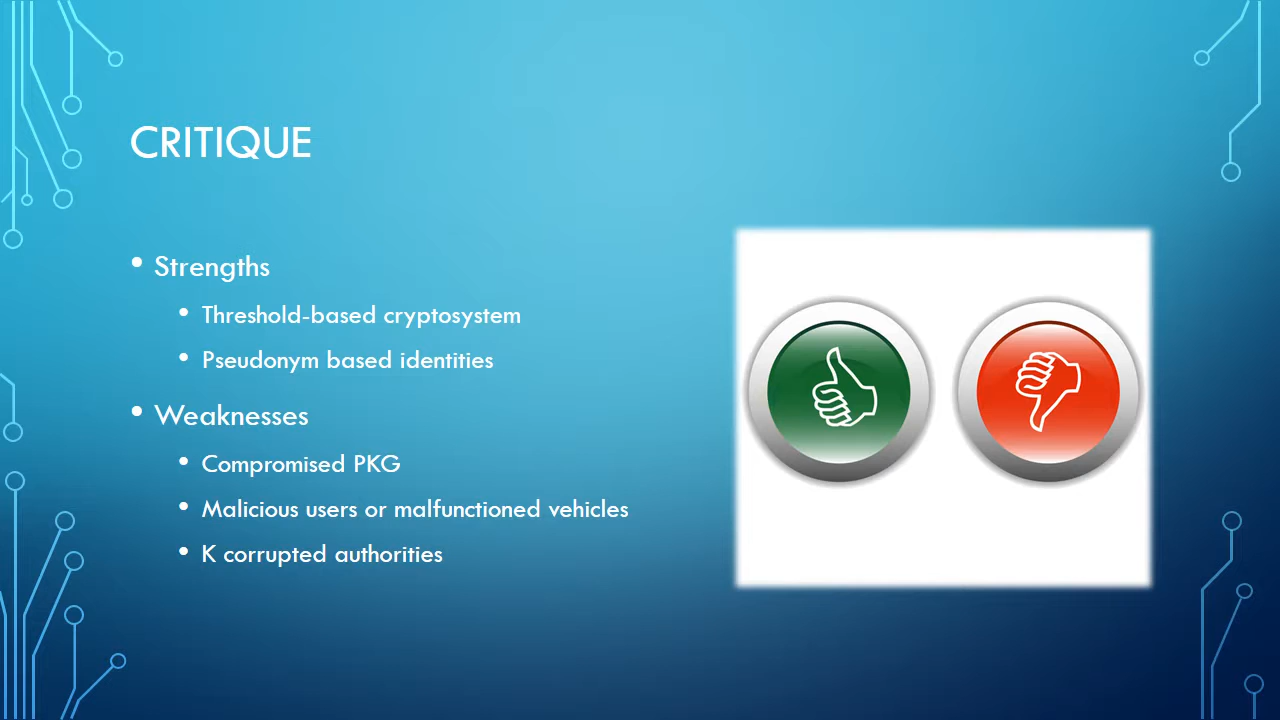 CRITIQUE
• Strengths
• Threshold-based cryptosystem
• Pseudonym based identities
• Weaknesses
• Compromised PKG
• Malicious users or malfunctioned vehicles
• K corrupted authorities